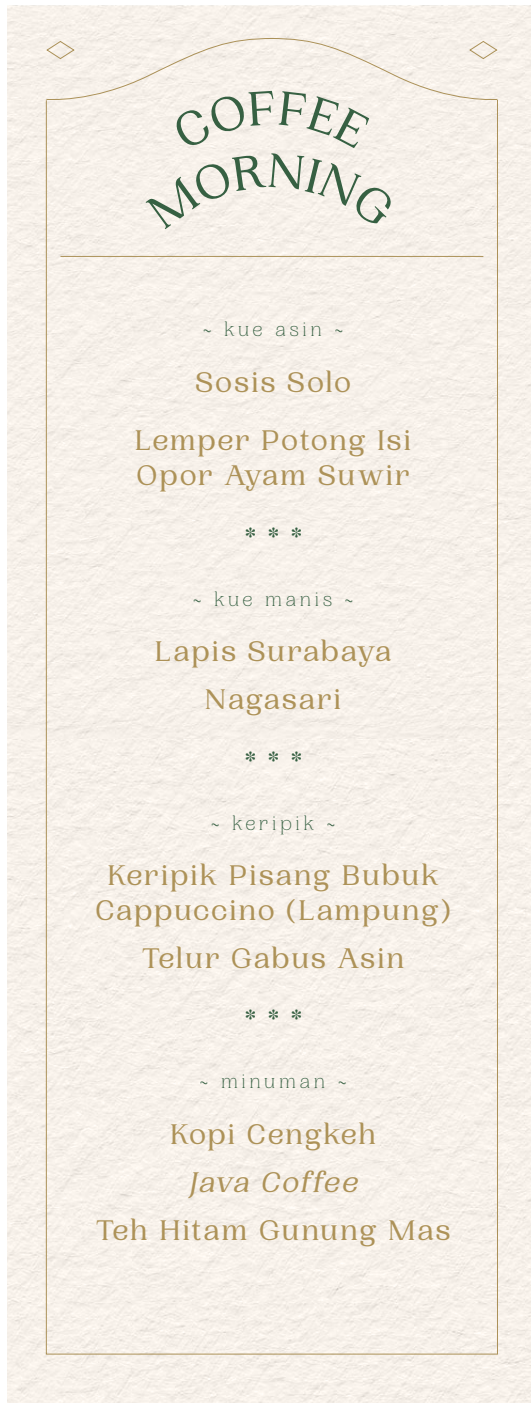 COFFEE
MORNING
~ kue asin ~
Sosis Solo
Lemper Potong Isi
Opor Ayam Suwir
* * *
~ kue manis ~
Lapis Surabaya
Nagasari
* * *
~ keripik ~
Keripik Pisang Bubuk
Cappuccino (Lampung)
Telur Gabus Asin
* * *
~ minuman ~
Kopi Cengkeh
Java Coffee
Teh Hitam Gunung Mas